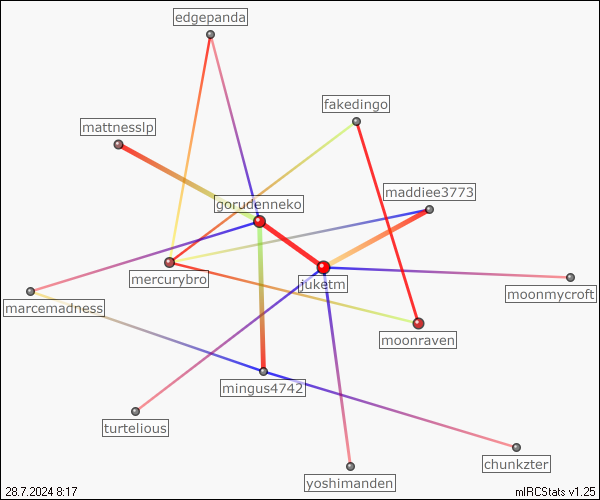 edgepanda
fakedingo
mattnesslp
maddiee3773
gorudenneko
mercurybro
juketm
moonmycroft
marcemadness
moonraven
mingus4742
turtelious
chunkzter
yoshimanden
28.7.2024 8:17
mIRCStats v1.25